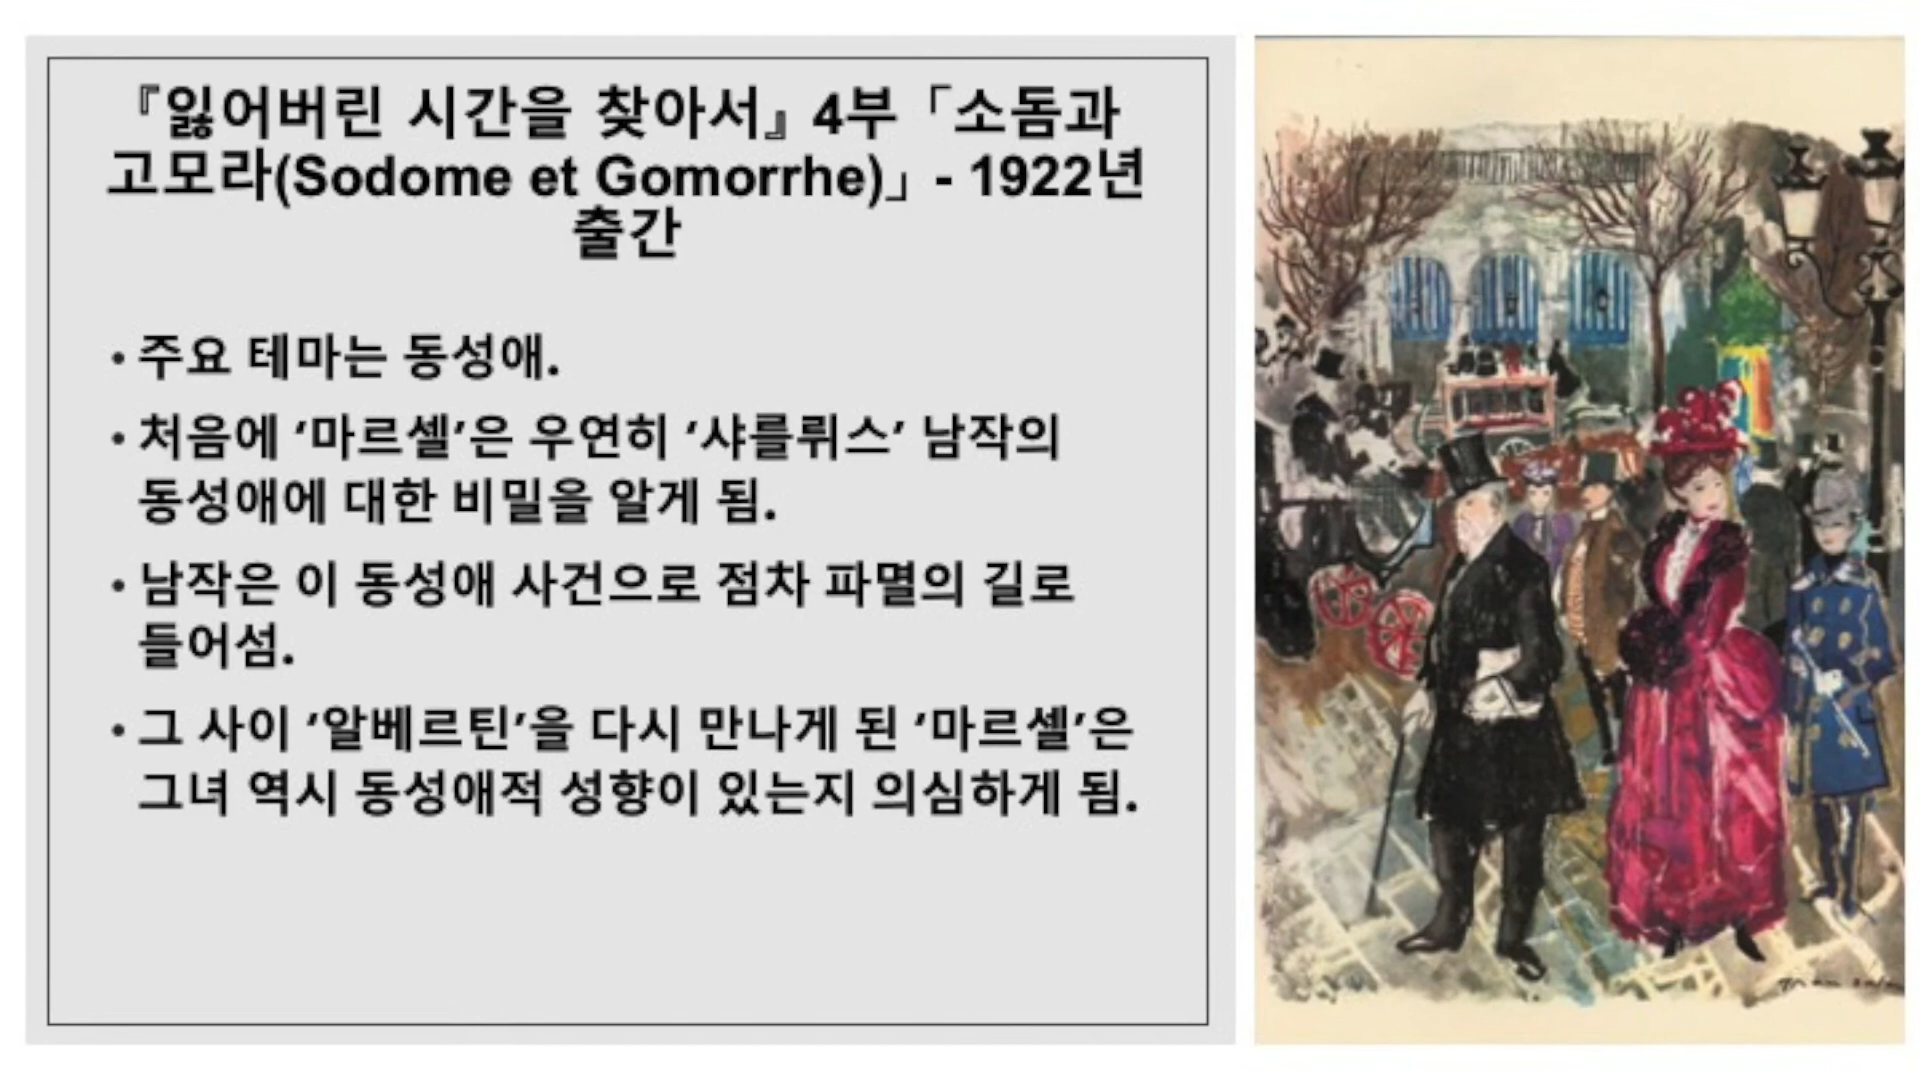 『잃어버린 시간을 찾아서』 4부 「소돔과
고모라(Sodome et Gomorrhe)」 - 1922년
출간
• 주요 테마는 동성애.
• 처음에 ‘마르셀’은 우연히 ‘샤를뤼스’ 남작의
동성애에 대한 비밀을 알게 됨.
• 남작은 이 동성애 사건으로 점차 파멸의 길로
들어섬.
• 그 사이 ‘알베르틴’을 다시 만나게 된 ‘마르셀’은
그녀 역시 동성애적 성향이 있는지 의심하게 됨.